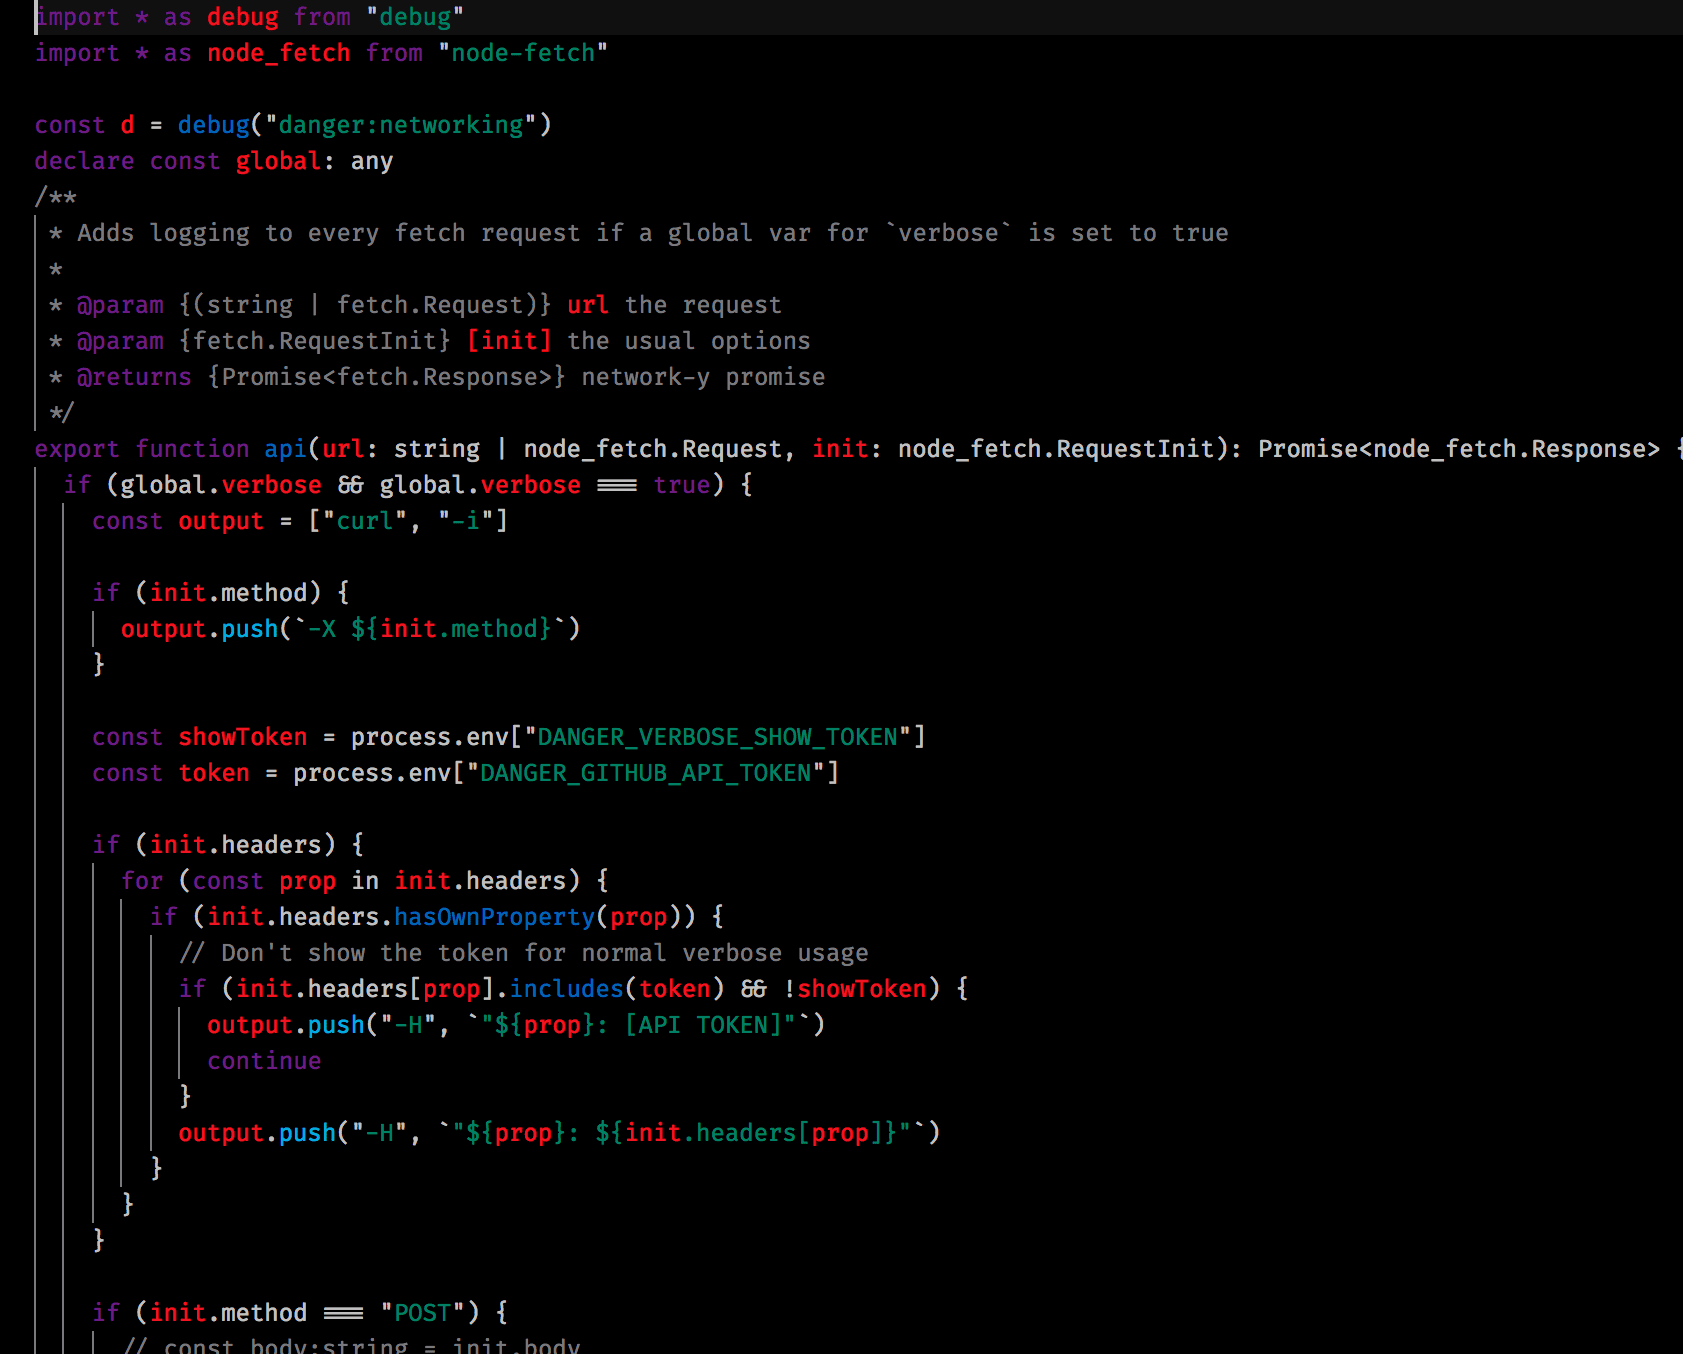 import * as debug from "debug"
import * as node_fetch from "node-fetch"
const d = debug("danger:networking")
declare const global: any
/**
* Adds logging to every fetch request if a global var for `verbose` is set to true
*
* @param {(string | fetch.Request)} url the request
* @param {fetch.RequestInit} [init] the usual options
* @returns {Promise<fetch.Response>} network-y promise
*/
export function api(url: string | node_fetch.Request, init: node_fetch.RequestInit): Promise<node_fetch.Response> {
if (global.verbose && global.verbose === true) {
const output = ["curl", "-i"]
if (init.method) {
output.push(`-X ${init.method}`)
}
const showToken = process.env["DANGER_VERBOSE_SHOW_TOKEN"]
const token = process.env["DANGER_GITHUB_API_TOKEN"]
if (init.headers) {
for (const prop in init.headers) {
if (init.headers.hasOwnProperty(prop)) {
// Don't show the token for normal verbose usage
if (init.headers[prop].includes(token) && !showToken) {
output.push("-H", `"${prop}: [API TOKEN]"`)
continue
}
output.push("-H", `"${prop}: ${init.headers[prop]}"`)
}
}
}
if (init.method === "POST") {
// const body:string = init.body